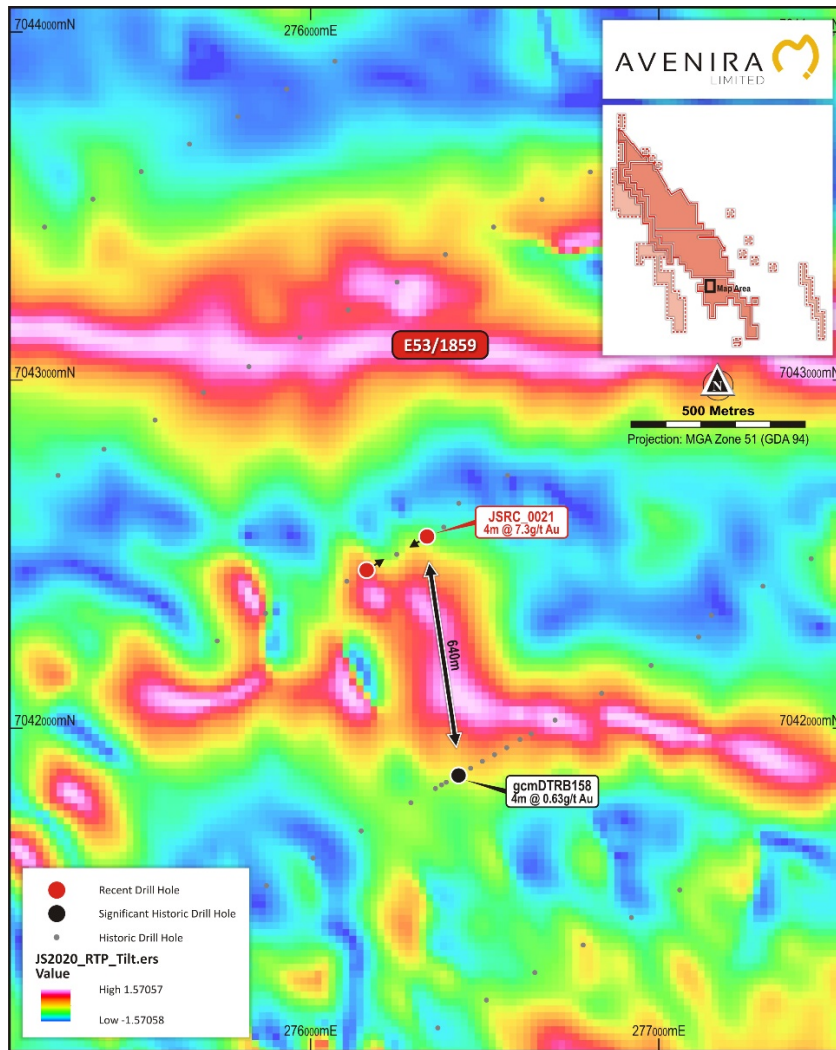 7044000mN
276000mE
7044
AVENIRA
LIMITED
Map Area
E53/1859
7043000mN
7043000mN
N
500 Metres
Projection: MGA Zone 51 (GDA 94)
JSRC_0021
4m @ 7.3g/t Au
640m
7042000mN
7042000mN
gcmDTRB158
4m @ 0.63g/t Au
Recent Drill Hole
Significant Historic Drill Hole
Historic Drill Hole
JS2020_RTP_Tilt.ers
Value
High 1.57057
Low -1.57058
276000mE
277000mE